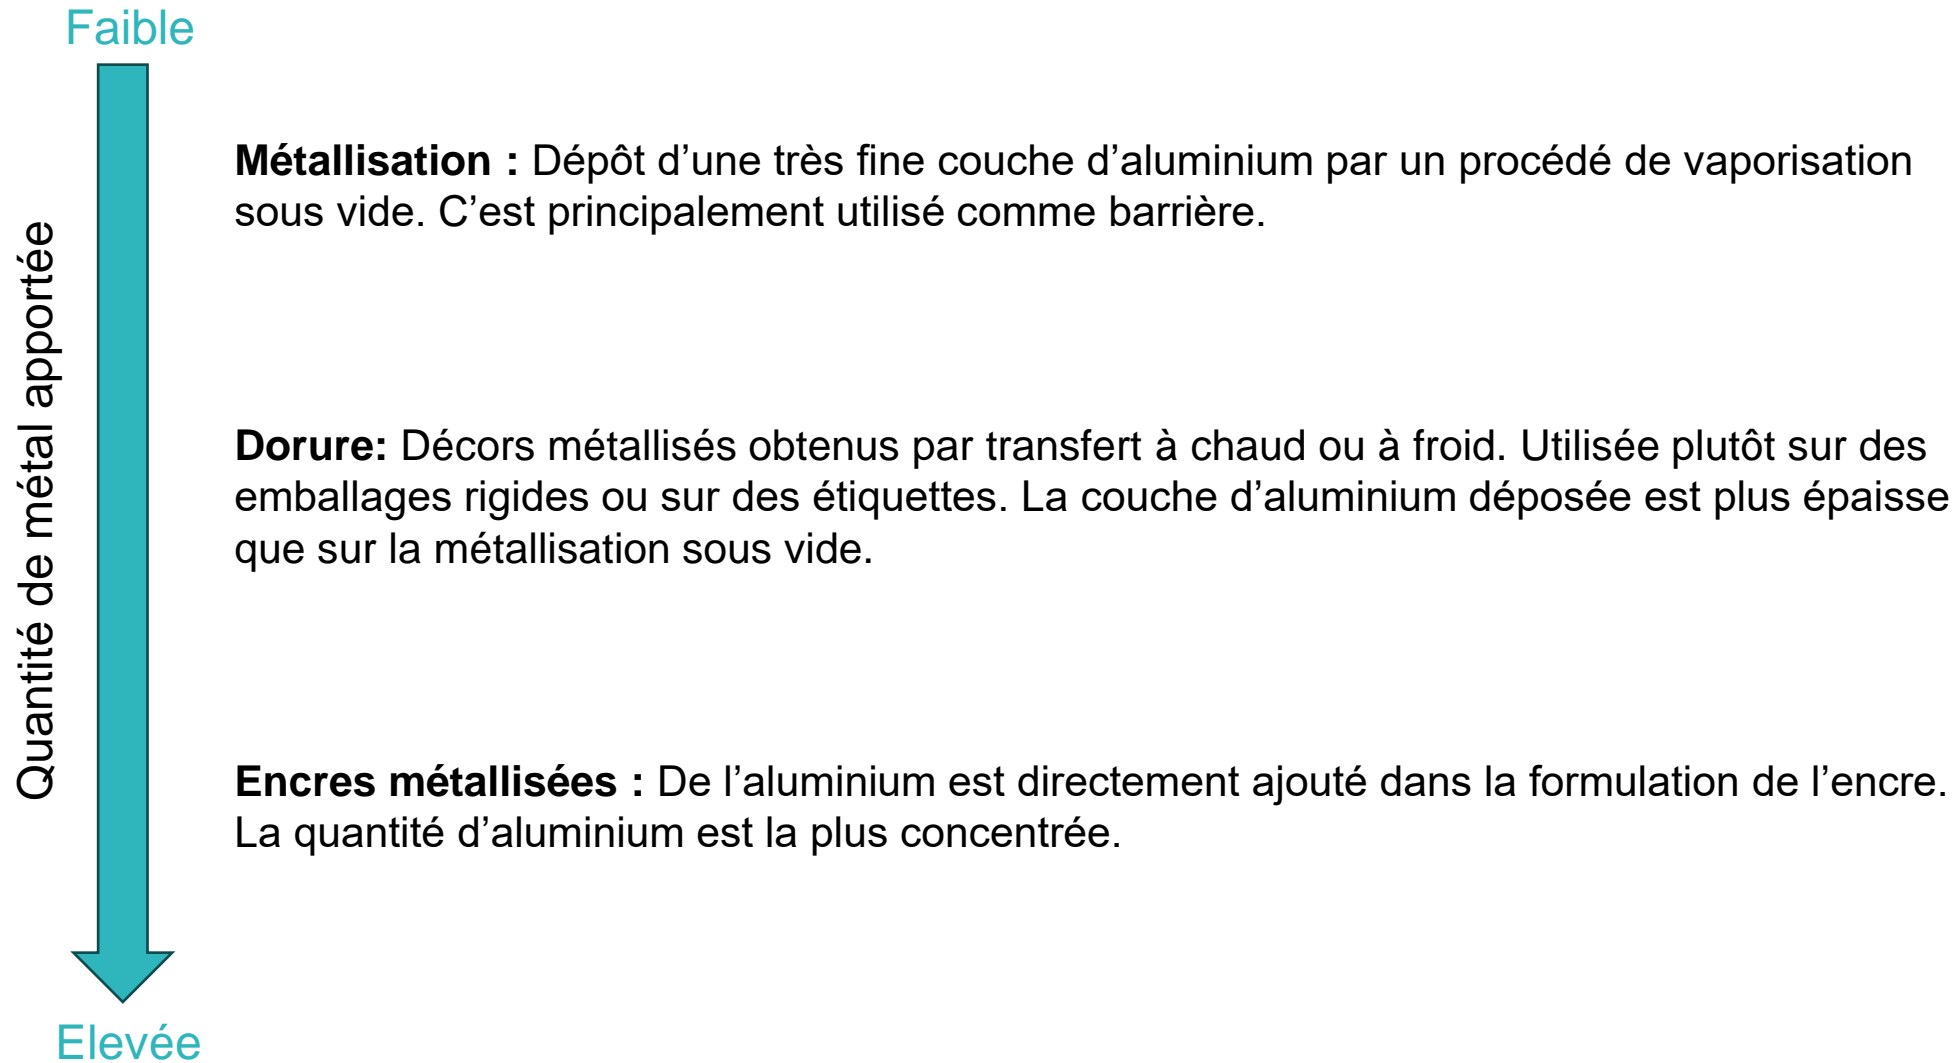 Faible
Quantité de métal apportée
Métallisation : Dépôt d’une très fine couche d’aluminium par un procédé de vaporisation
sous vide. C’est principalement utilisé comme barrière.
Dorure: Décors métallisés obtenus par transfert à chaud ou à froid. Utilisée plutôt sur des
emballages rigides ou sur des étiquettes. La couche d’aluminium déposée est plus épaisse
que sur la métallisation sous vide.
Encres métallisées : De l’aluminium est directement ajouté dans la formulation de l’encre.
La quantité d’aluminium est la plus concentrée.
Elevée